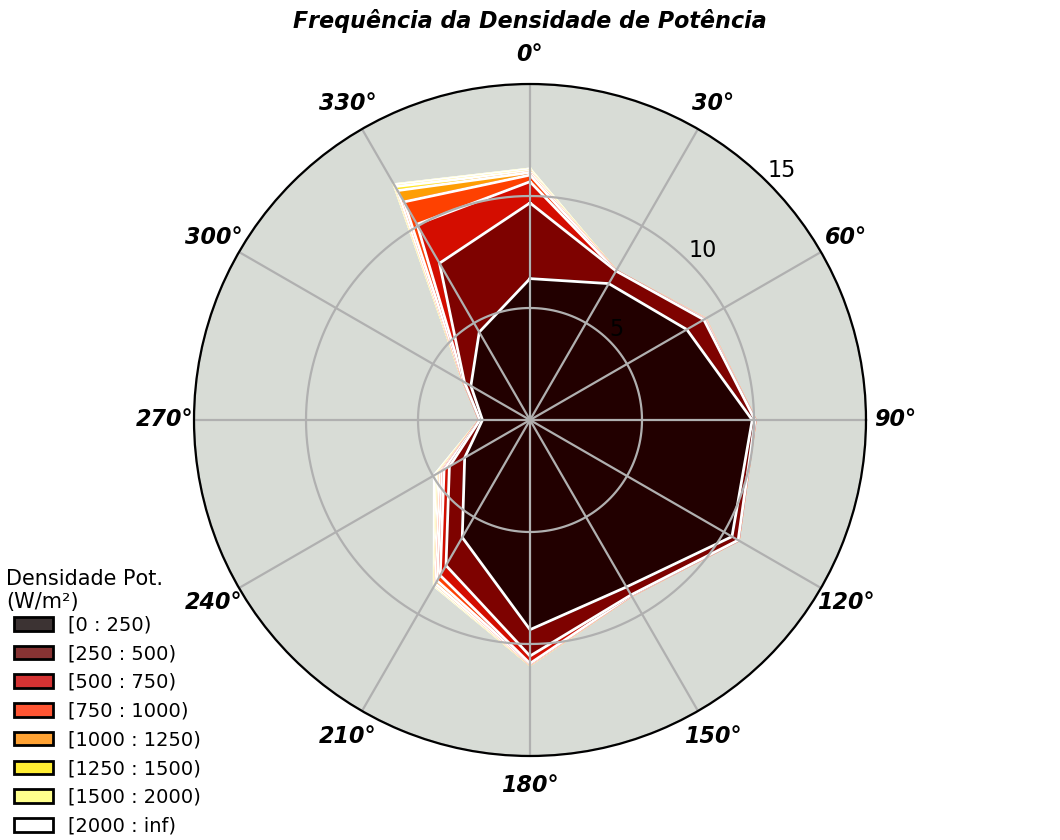 Frequência da Densidade de Potência
0°
330°
30°
15
300°
60°
10
5
270°
90°
240°
120°
210°
150°
180°
Densidade Pot.
(W/m²)
[0 : 250)
[250 : 500)
[500 : 750)
[750 : 1000)
[1000 : 1250)
[1250 : 1500)
[1500 : 2000)
[2000 : inf)